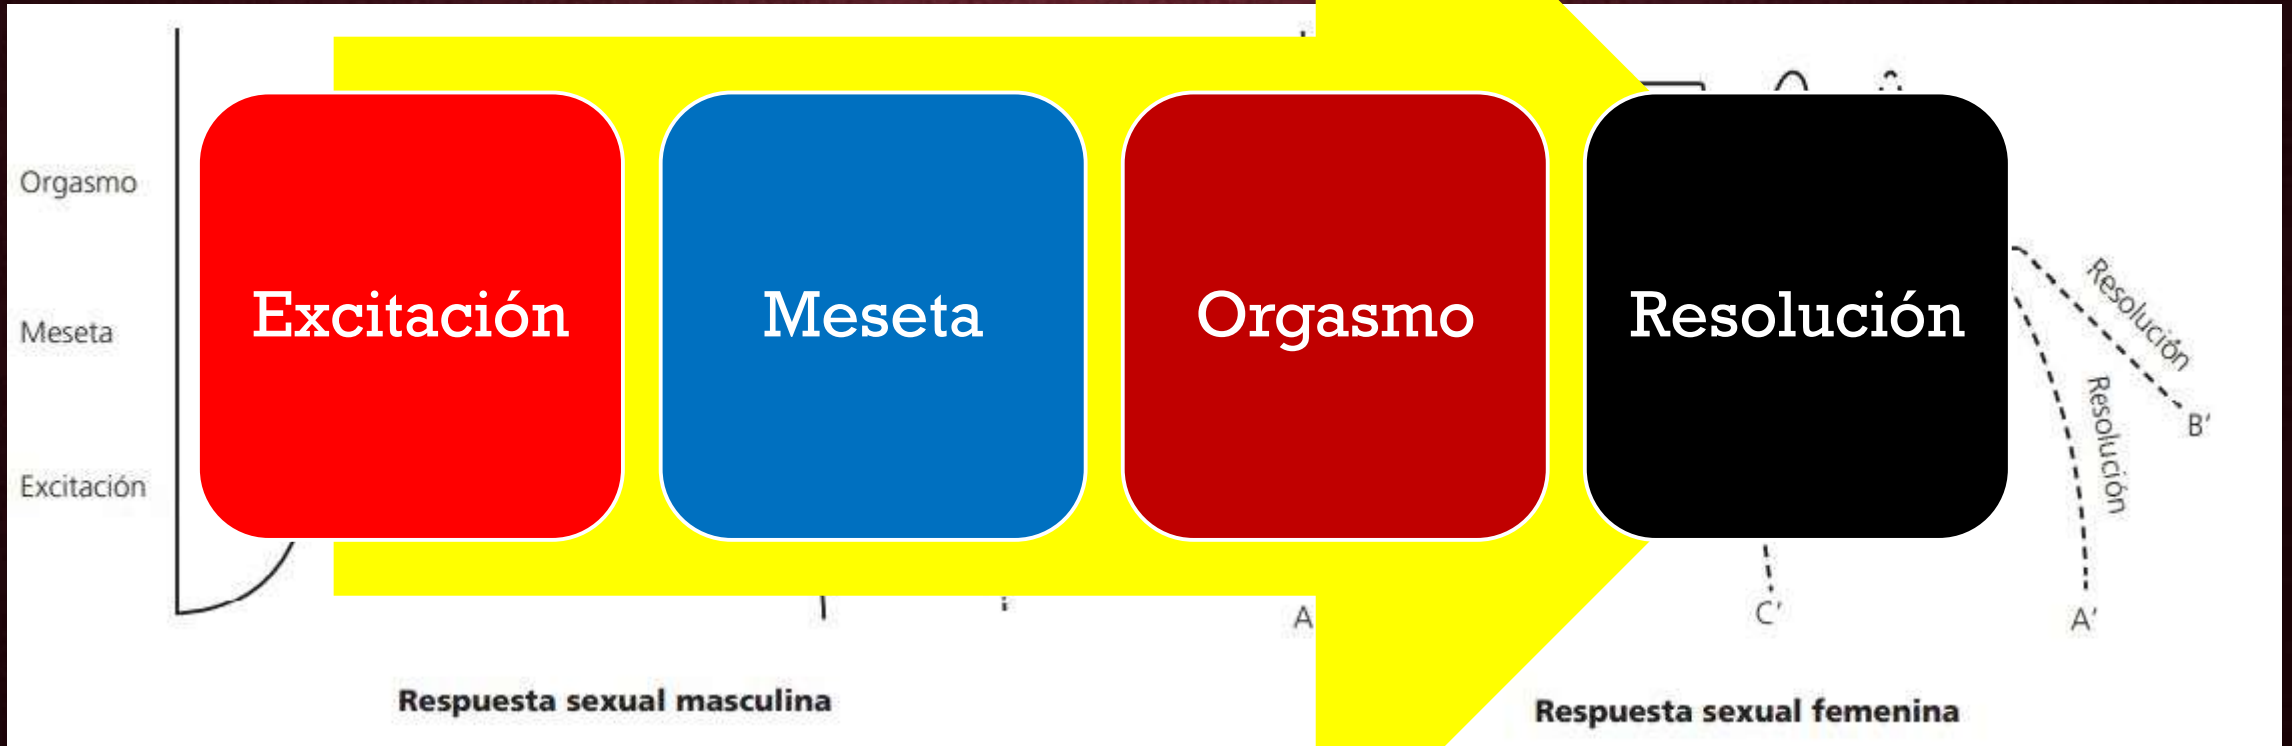 Orgasmo
Meseta
Excitación
Excitación
Meseta
Orgasmo
Resolución
Resolución
B'
Resolución
A
C'
A'
Respuesta sexual masculina
Respuesta sexual femenina